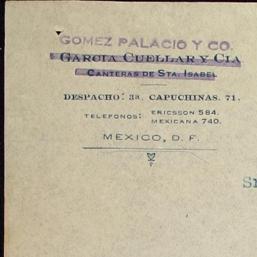 GOMEZ PALACIO Y CO.
GARCIA CUELLAR Y CIA
CANTERAS DE STA. ISABEL
DESPACHO: 3a. CAPUCHINAS. 71.
TELEFONOS: ERICSSON 584.
MEXICANA 740.
MEXICO, D. F.